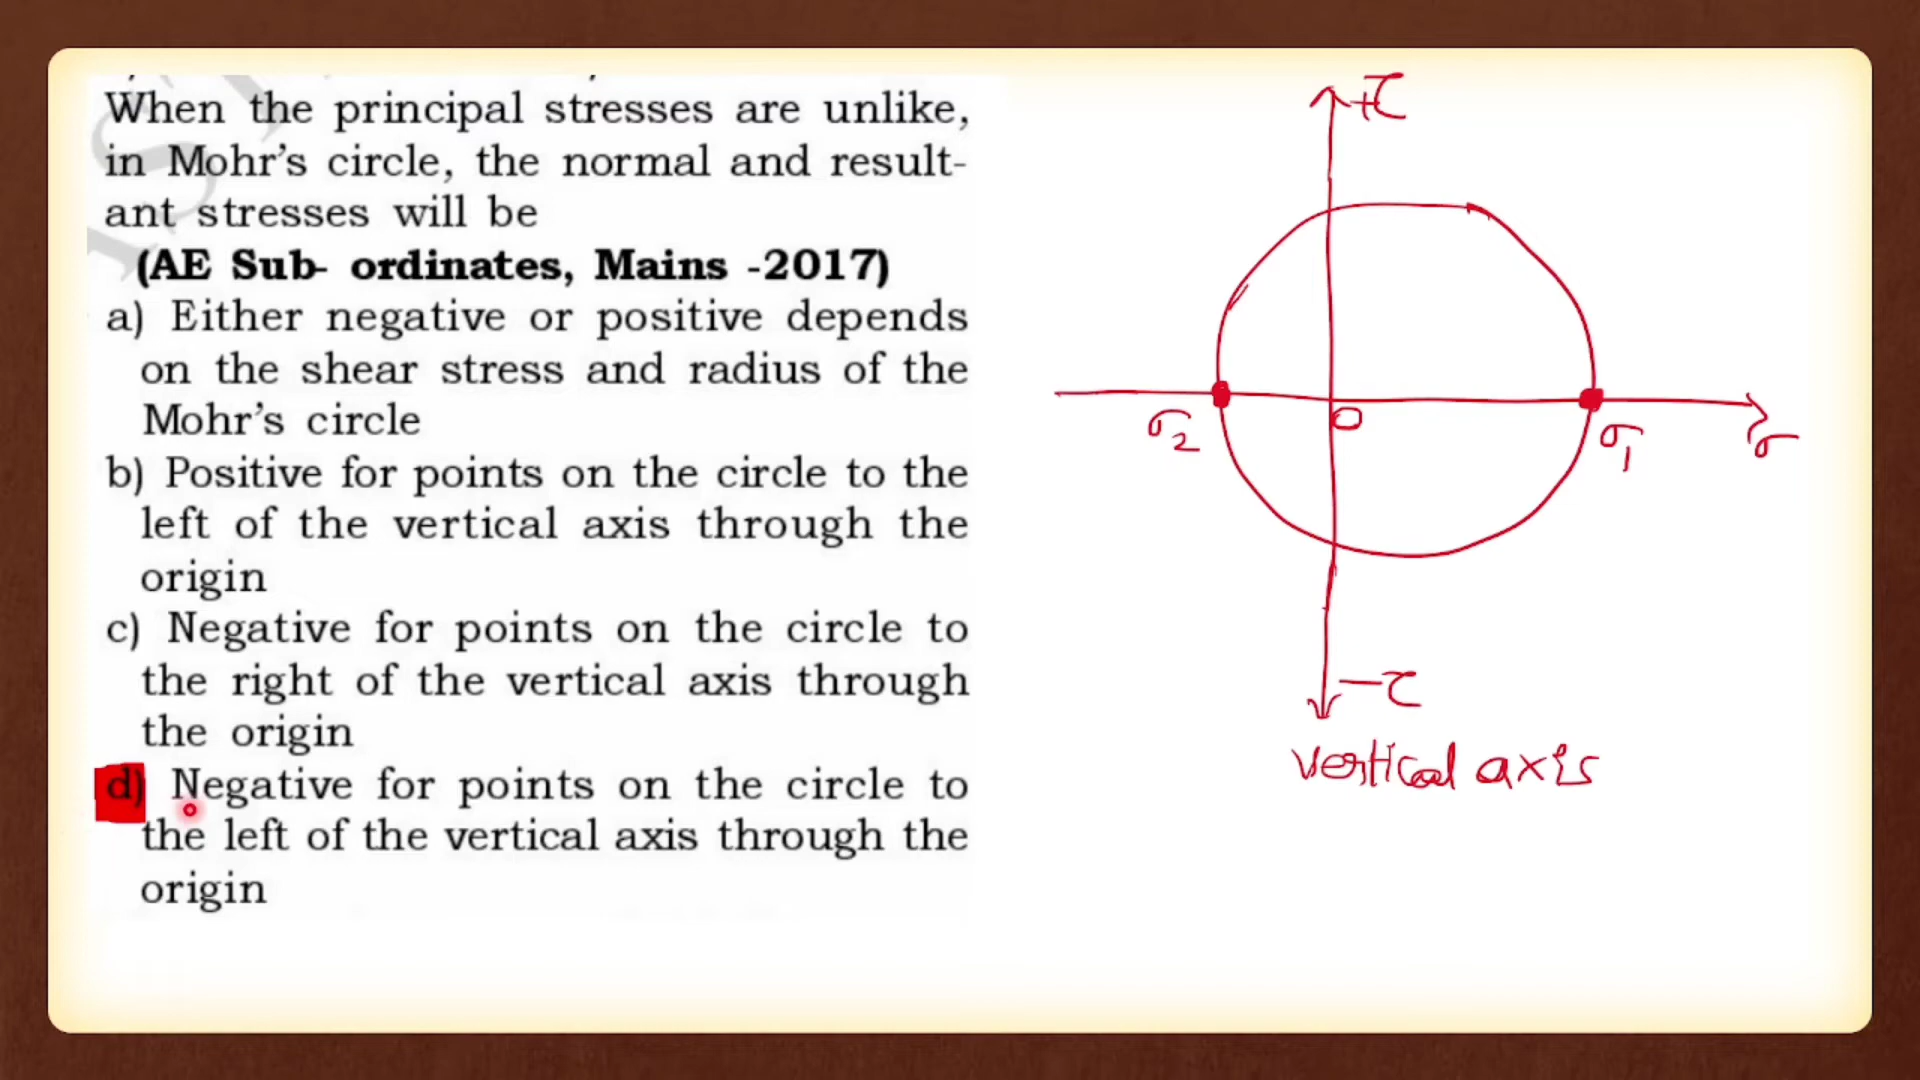 When the principal stresses are unlike,
in Mohr's circle, the normal and result-
ant stresses will be
(AE Sub- ordinates, Mains -2017)
a) Either negative or positive depends
on the shear stress and radius of the
Mohr's circle
b) Positive for points on the circle to the
left of the vertical axis through the
origin
c) Negative for points on the circle to
the right of the vertical axis through
the origin
d) Negative for points on the circle to
the left of the vertical axis through the
origin
+τ
σ2
O
σ1
σ
-τ
vertical axis